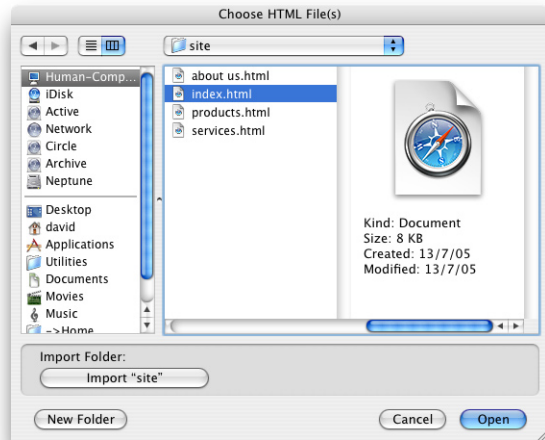 Choose HTML File(s)
site
Human-Comp...
iDisk
Active
Network
Circle
Archive
Neptune
Desktop
david
Applications
Utilities
Documents
Movies
Music
->Home
about us.html
index.html
products.html
services.html
Kind: Document
Size: 8 KB
Created: 13/7/05
Modified: 13/7/05
Import Folder:
Import "site"
New Folder
Cancel
Open